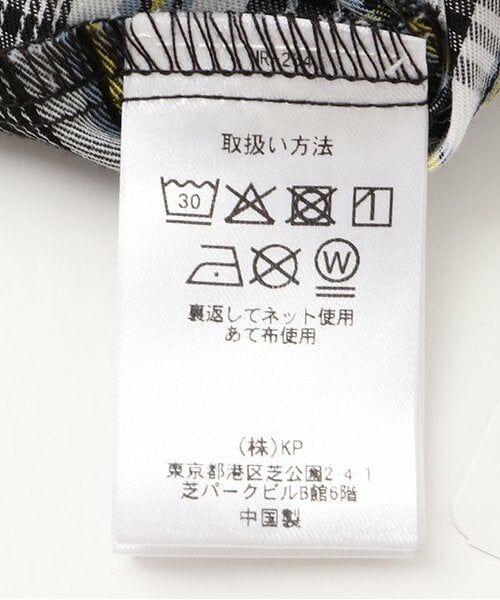 取扱い方法
30
W
裏返してネット使用
あて布使用
(株)KP
東京都港区芝公園2-4-1
芝パークビルB館6階
中国製